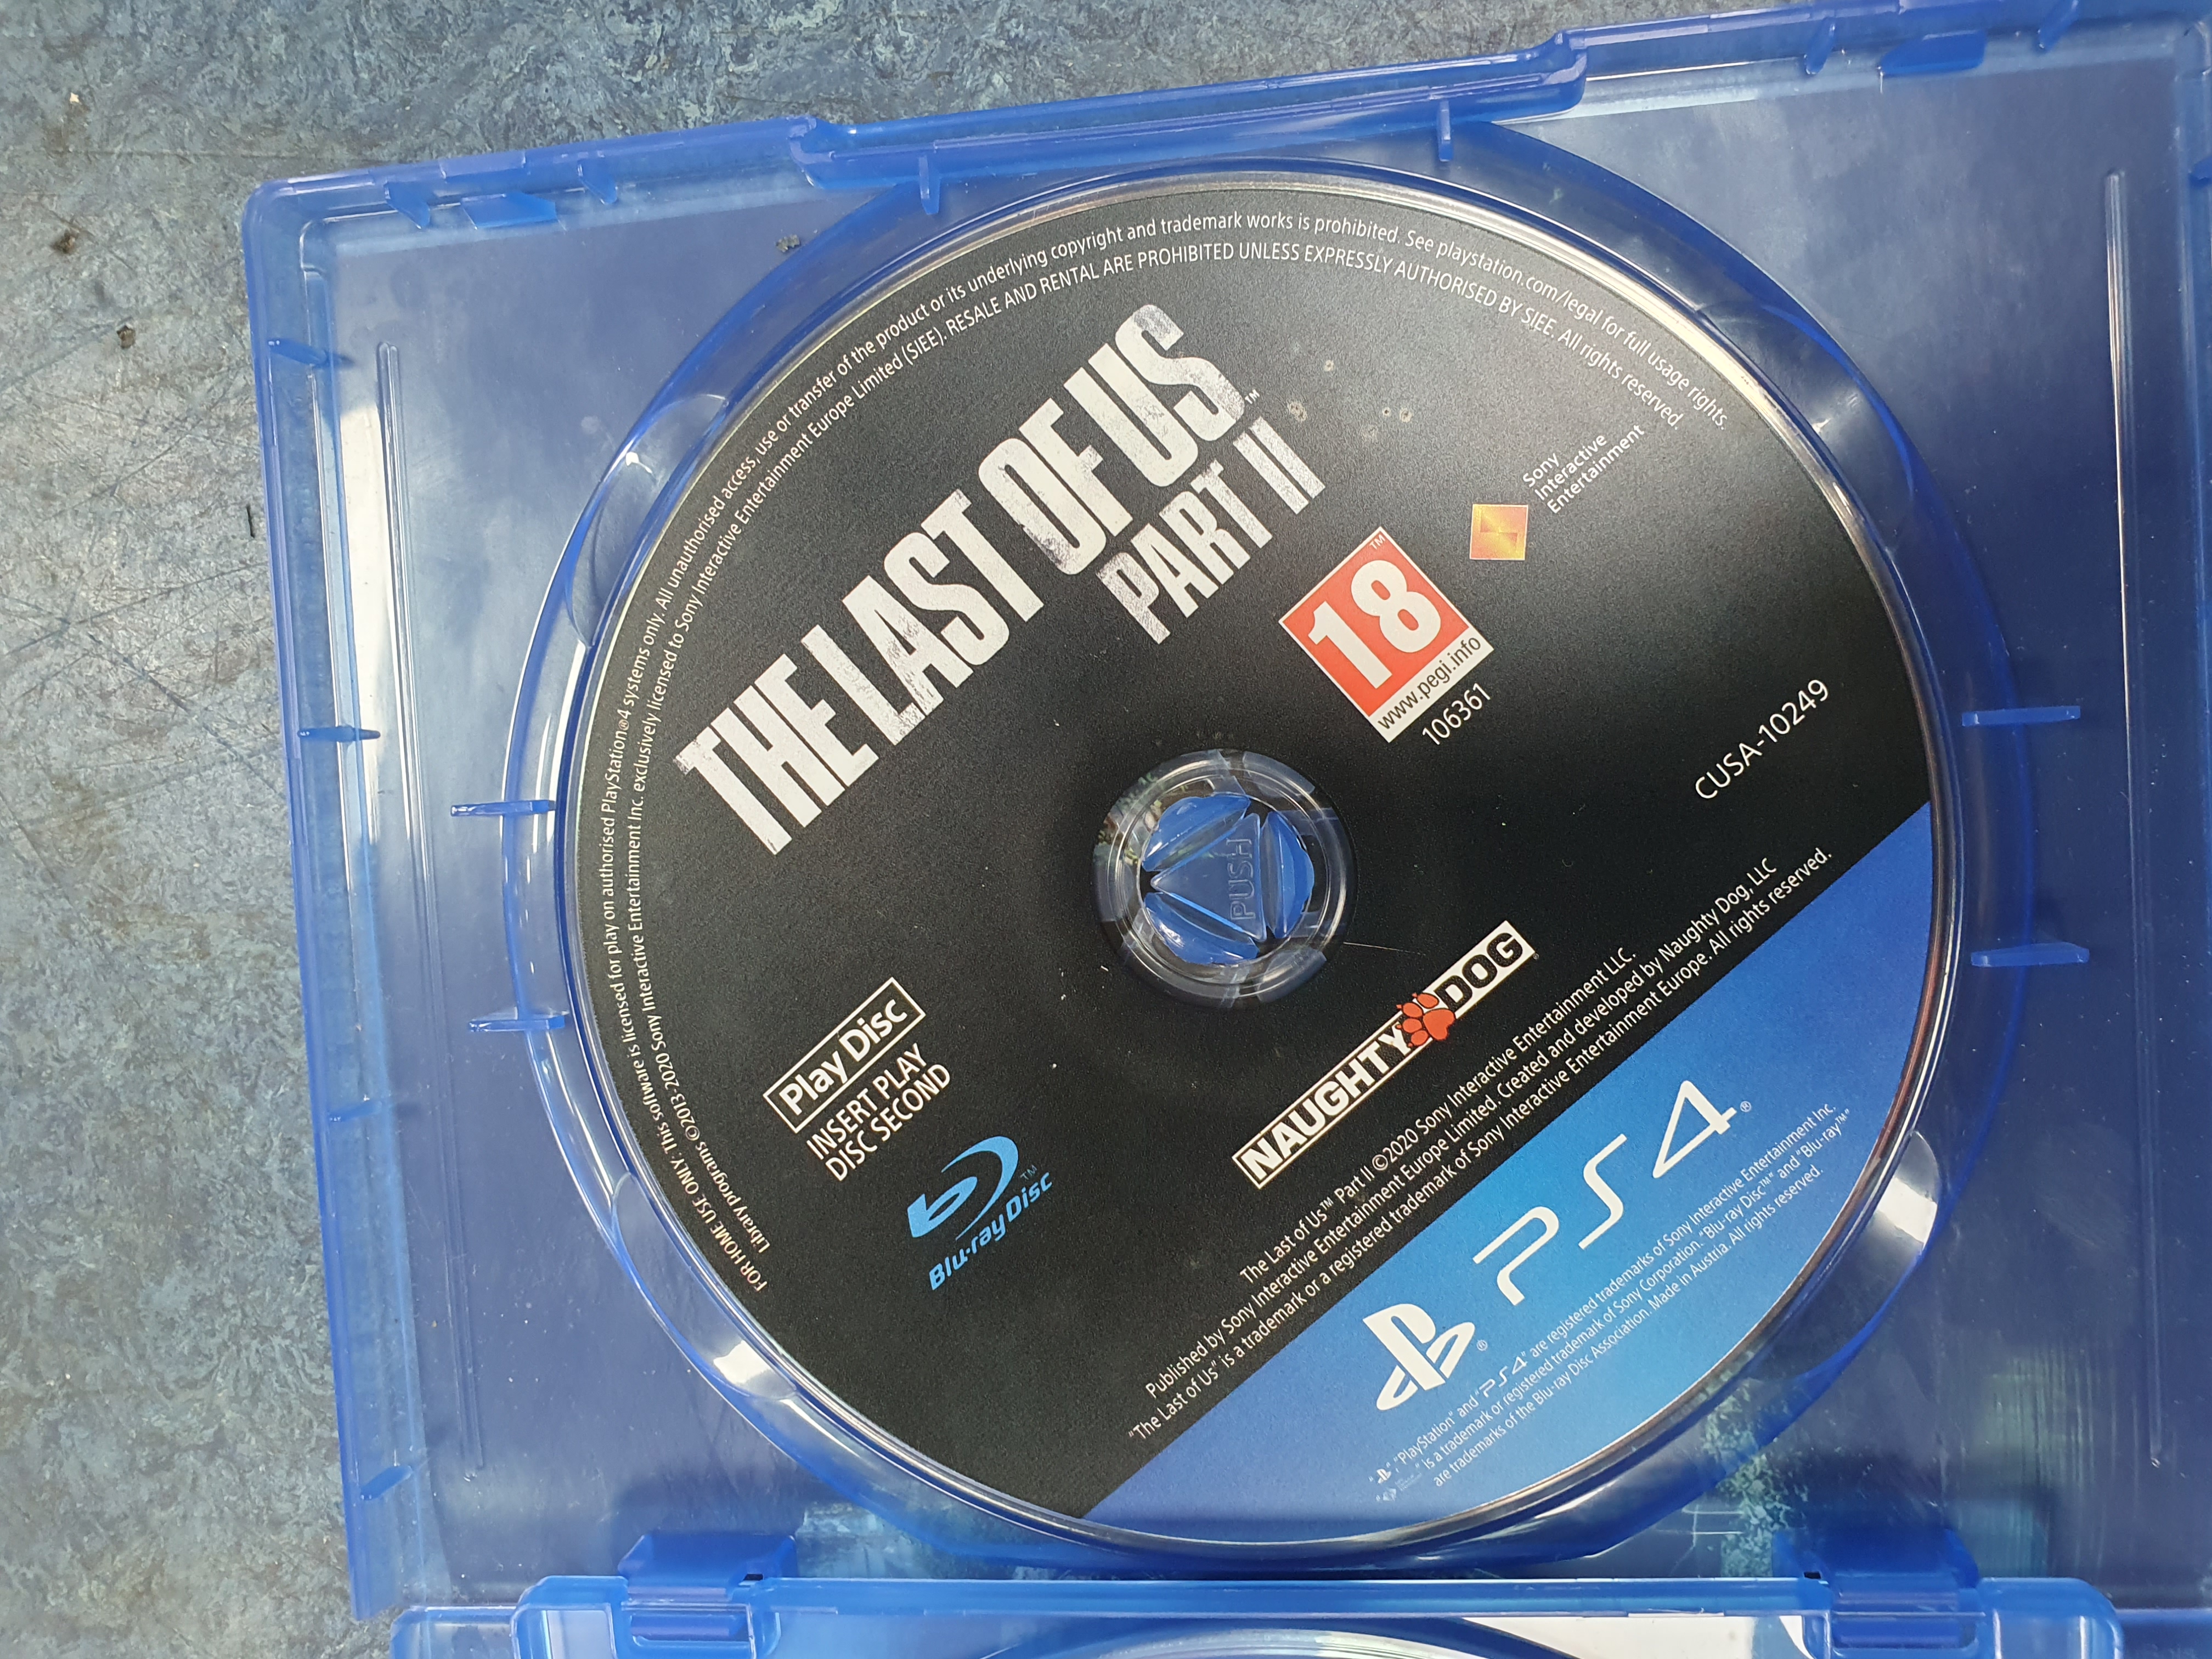 FOR HOME USE ONLY: This software is licensed for play on authorised PlayStation®4 systems only. All unauthorised access, use or transfer of the product or its underlying copyright and trademark works is prohibited. See playstation.com/legal for full usage rights.
Library programs ©2013-2020 Sony Interactive Entertainment Inc. exclusively licensed to Sony Interactive Entertainment Europe Limited (SIEE). RESALE AND RENTAL ARE PROHIBITED UNLESS EXPRESSLY AUTHORISED BY SIEE. All rights reserved.
THE LAST OF US™
PART II
18™
www.pegi.info
106361
Sony
Interactive
Entertainment
CUSA-10249
PUSH
Play Disc
INSERT PLAY
DISC SECOND
Blu-ray Disc™
NAUGHTY DOG
The Last of Us™ Part II ©2020 Sony Interactive Entertainment LLC.
Published by Sony Interactive Entertainment Europe Limited. Created and developed by Naughty Dog, LLC
"The Last of Us" is a trademark or a registered trademark of Sony Interactive Entertainment Europe. All rights reserved.
PS4®
"PlayStation" and "PS4" are registered trademarks of Sony Interactive Entertainment Inc.
is a trademark or registered trademark of Sony Corporation. "Blu-ray Disc™" and "Blu-ray™"
are trademarks of the Blu-ray Disc Association. Made in Austria. All rights reserved.